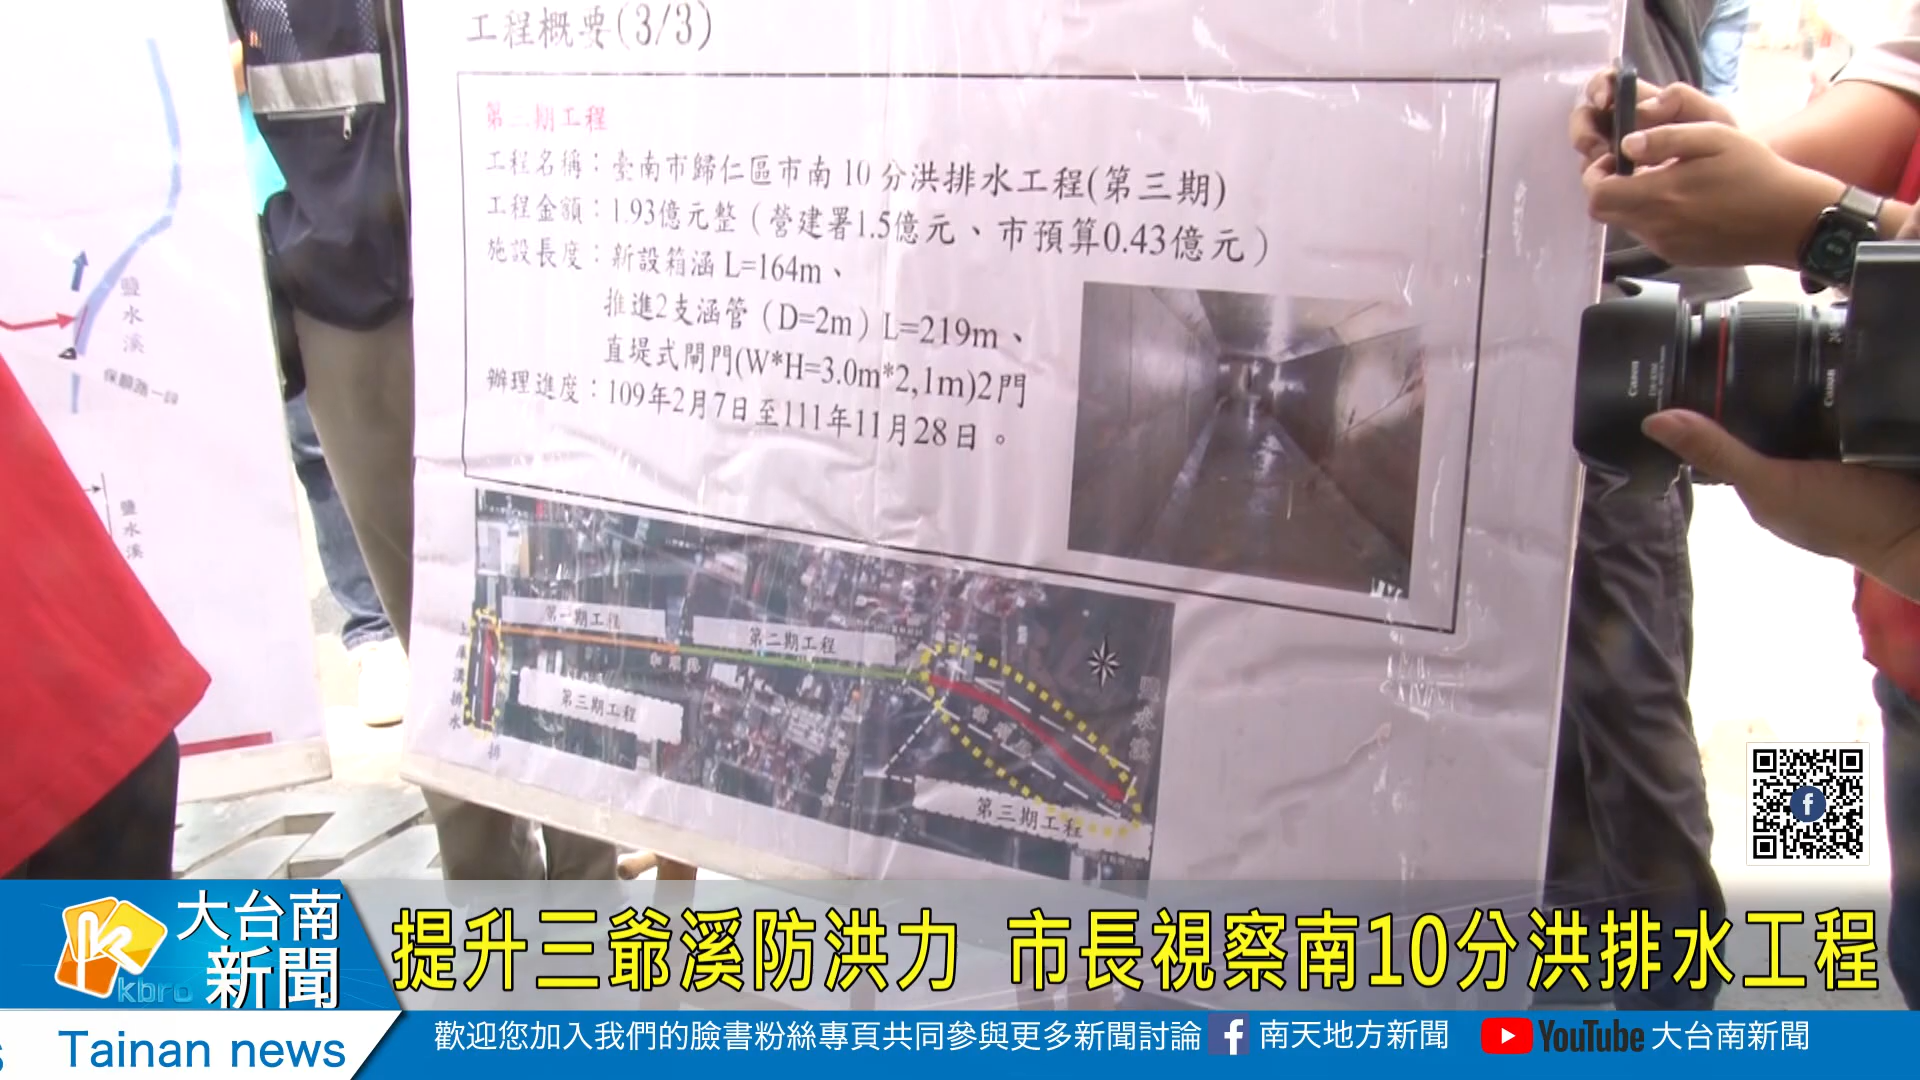 工程概要(3/3)
第三期工程
工程名稱：臺南市歸仁區市南10分洪排水工程(第三期)
工程金額：1.93億元整（營建署1.5億元、市預算0.43億元）
施設長度：新設箱涵 L=164m、
推進2支涵管（D=2m）L=219m、
直堤式閘門(W*H=3.0m*2,1m)2門
辦理進度：109年2月7日至111年11月28日。
鹽水溪
保順路一段
鹽水溪
第一期工程
第二期工程
第三期工程
第三期工程
Canon
Canon
大台南
新聞
kbro
提升三爺溪防洪力 市長視察南10分洪排水工程
Tainan news
歡迎您加入我們的臉書粉絲專頁共同參與更多新聞討論 南天地方新聞 YouTube 大台南新聞